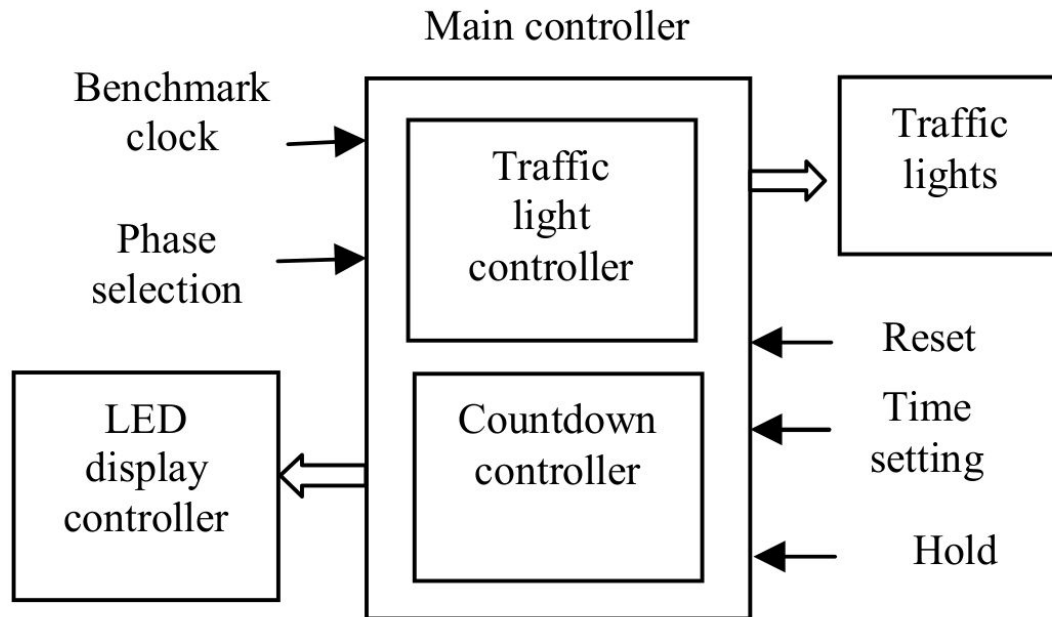 Main controller
Benchmark
clock
Phase
selection
Traffic
light
controller
Traffic
lights
Reset
Time
setting
Hold
LED
display
controller
Countdown
controller